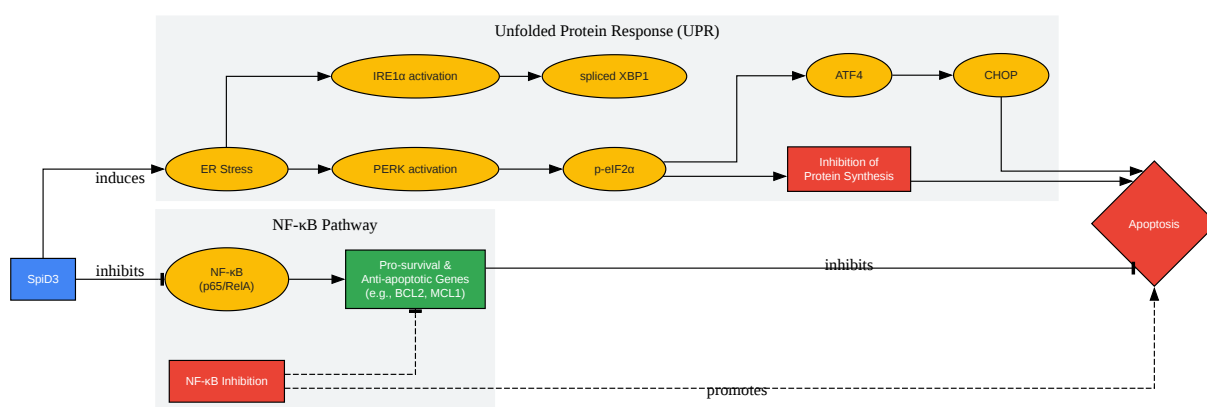 Unfolded Protein Response (UPR)
IRE1α activation
spliced XBP1
ATF4
CHOP
induces
ER Stress
PERK activation
p-eIF2α
Inhibition of
Protein Synthesis
Apoptosis
NF-κB Pathway
SpiD3
inhibits
NF-κB
(p65/RelA)
Pro-survival &
Anti-apoptotic Genes
(e.g., BCL2, MCL1)
inhibits
NF-κB Inhibition
promotes